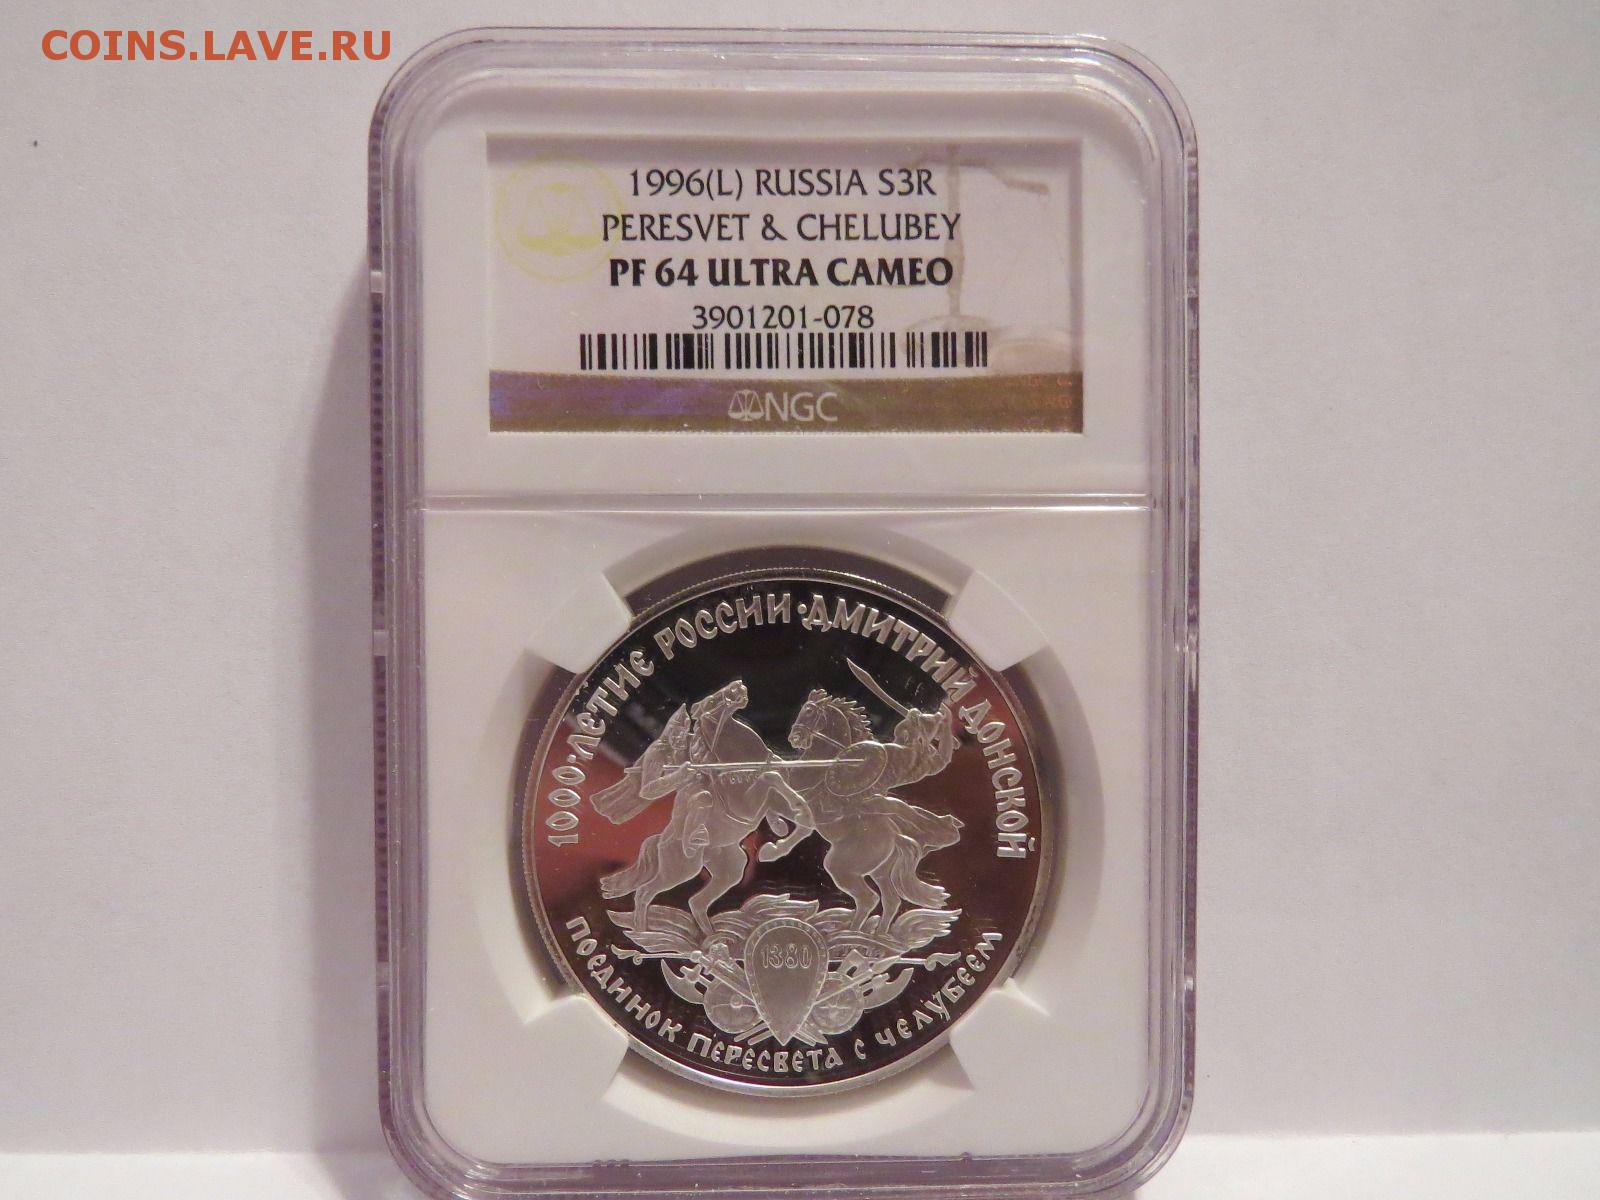 COINS.LAVE.RU
1996(L) RUSSIA S3R
PERESVET & CHELUBEY
PF 64 ULTRA CAMEO
3901201-078
NGC
1000·ЛЕТИЕ РОССИИ·ДМИТРИЙ ДОНСКОЙ
1380
ПОЕДИНОК ПЕРЕСВЕТА С ЧЕЛУБЕЕМ